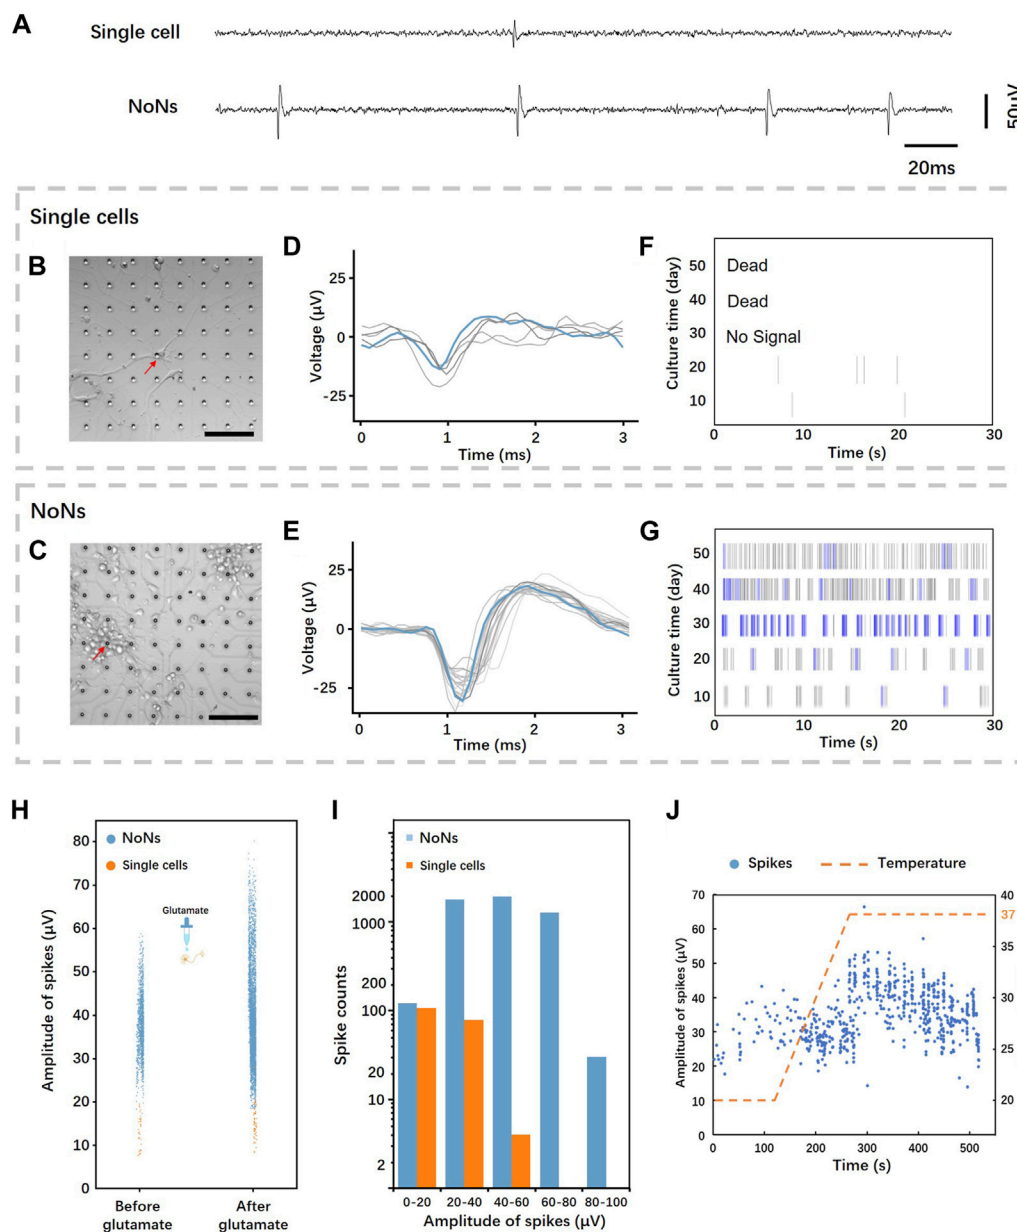 A
Single cell
NoNs
50μV
20ms
Single cells
B
D
25
0
-25
Voltage (μV)
0 1 2 3
Time (ms)
F
50
40
30
20
10
Culture time (day)
Dead
Dead
No Signal
0 10 20 30
Time (s)
NoNs
C
E
25
0
-25
Voltage (μV)
0 1 2 3
Time (ms)
G
50
40
30
20
10
Culture time (day)
0 10 20 30
Time (s)
H
NoNs
Single cells
Glutamate
80
70
60
50
40
30
20
10
0
Amplitude of spikes (μV)
Before glutamate
After glutamate
I
NoNs
Single cells
2000
1000
200
100
20
10
2
Spike counts
0-20 20-40 40-60 60-80 80-100
Amplitude of spikes (μV)
J
Spikes
Temperature
70
60
50
40
30
20
10
0
Amplitude of spikes (μV)
40
37
35
30
25
20
0 100 200 300 400 500
Time (s)